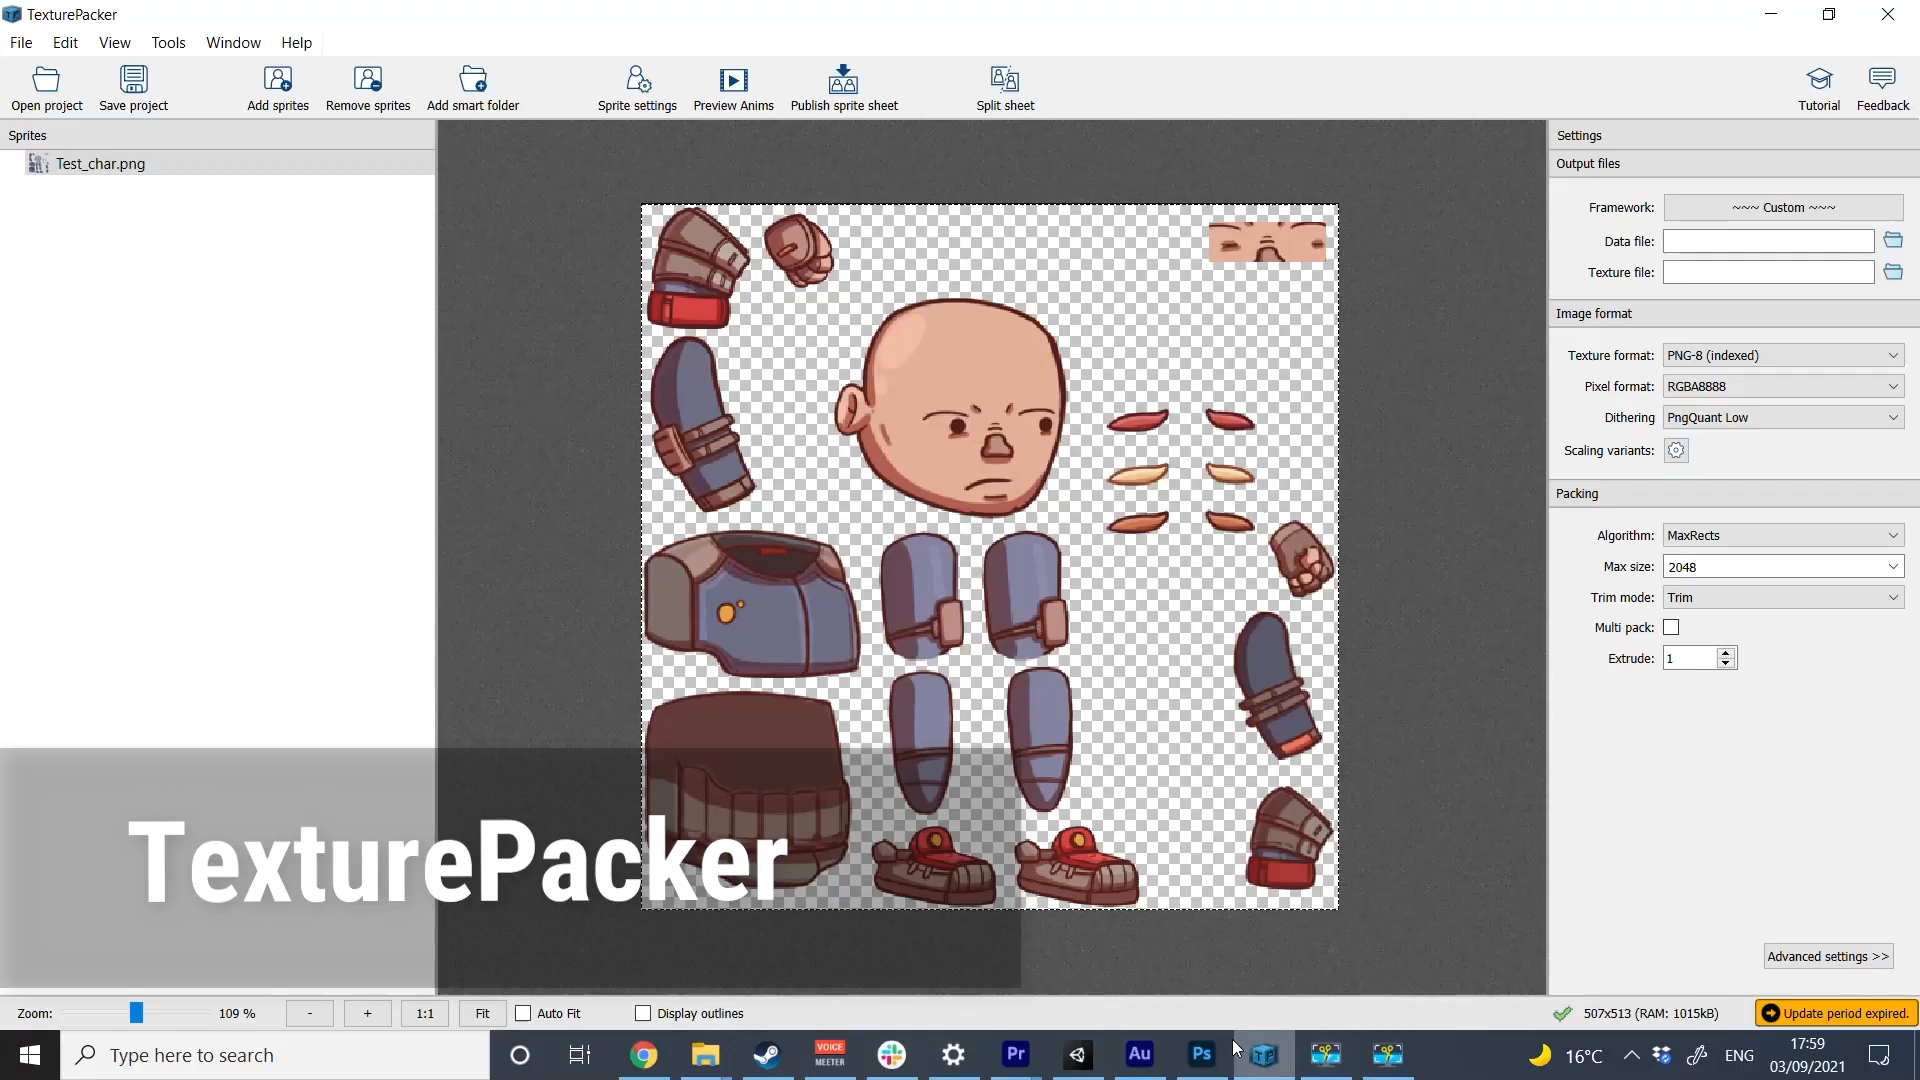 TexturePacker
File Edit View Tools Window Help
Open project Save project Add sprites Remove sprites Add smart folder Sprite settings Preview Anims Publish sprite sheet Split sheet Tutorial Feedback
Sprites
Test_char.png
Settings
Output files
Framework: ~~~ Custom ~~~
Data file:
Texture file:
Image format
Texture format: PNG-8 (indexed)
Pixel format: RGBA8888
Dithering PngQuant Low
Scaling variants:
Packing
Algorithm: MaxRects
Max size: 2048
Trim mode: Trim
Multi pack:
Extrude: 1
TexturePacker
Advanced settings >>
Zoom: 109 % - + 1:1 Fit Auto Fit Display outlines 507x513 (RAM: 1015kB) Update period expired.
Type here to search VOICE MEETER Pr Au Ps TP 16°C ENG 17:59
03/09/2021